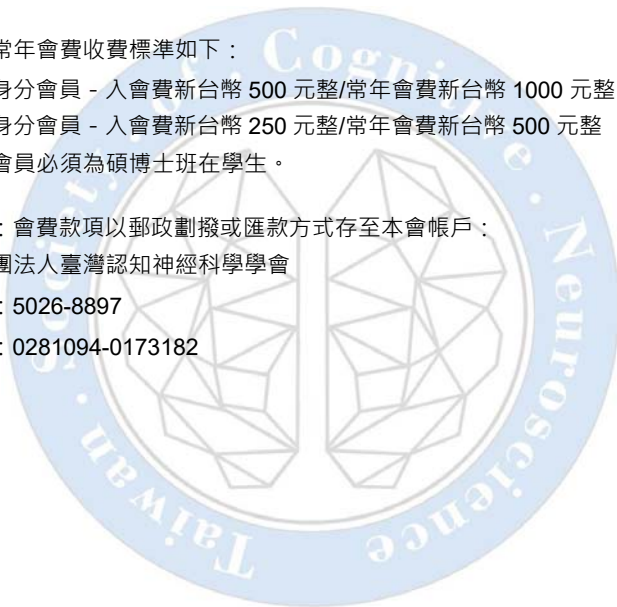 常年會費收費標準如下：
身分會員 - 入會費新台幣 500 元整/常年會費新台幣 1000 元整
身分會員 - 入會費新台幣 250 元整/常年會費新台幣 500 元整
會員必須為碩博士班在學生。
：會費款項以郵政劃撥或匯款方式存至本會帳戶：
團法人臺灣認知神經科學學會
：5026-8897
：0281094-0173182
Taiwan · Society of Cognitive · Neuroscience